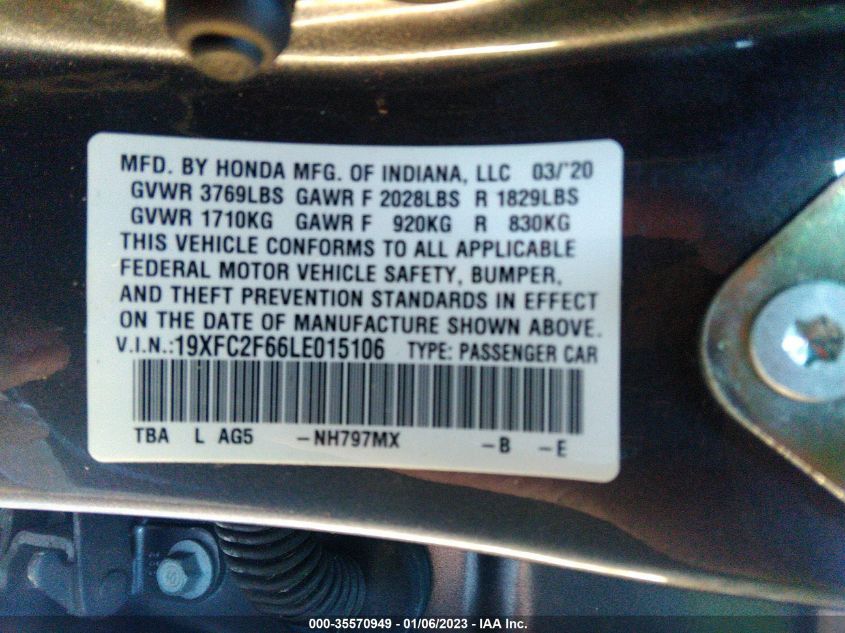 MFD. BY HONDA MFG. OF INDIANA, LLC 03/'20
GVWR 3769LBS GAWR F 2028LBS R 1829LBS
GVWR 1710KG GAWR F 920KG R 830KG
THIS VEHICLE CONFORMS TO ALL APPLICABLE
FEDERAL MOTOR VEHICLE SAFETY, BUMPER,
AND THEFT PREVENTION STANDARDS IN EFFECT
ON THE DATE OF MANUFACTURE SHOWN ABOVE.
V.I.N.:19XFC2F66LE015106 TYPE: PASSENGER CAR
TBA L AG5 -NH797MX -B -E
000-35570949 - 01/06/2023 - IAA Inc.